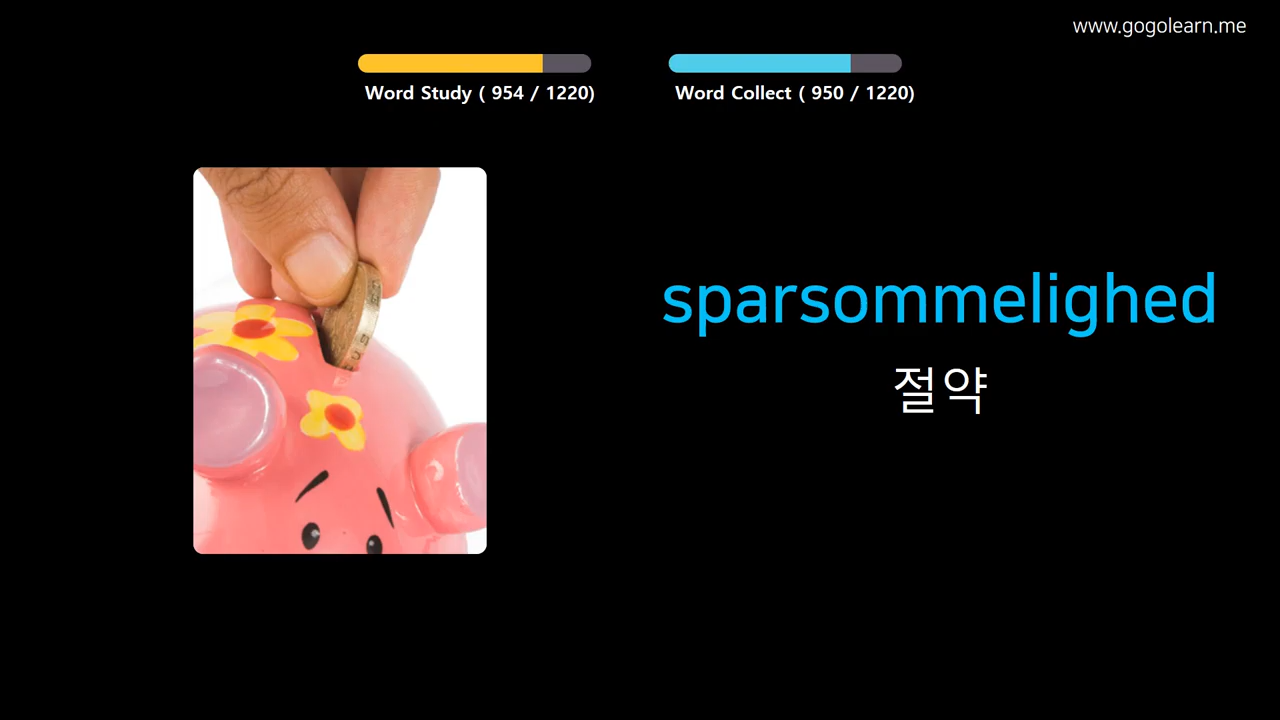 www.gogolearn.me
Word Study ( 954 / 1220)
Word Collect ( 950 / 1220)
sparsommelighed
절약